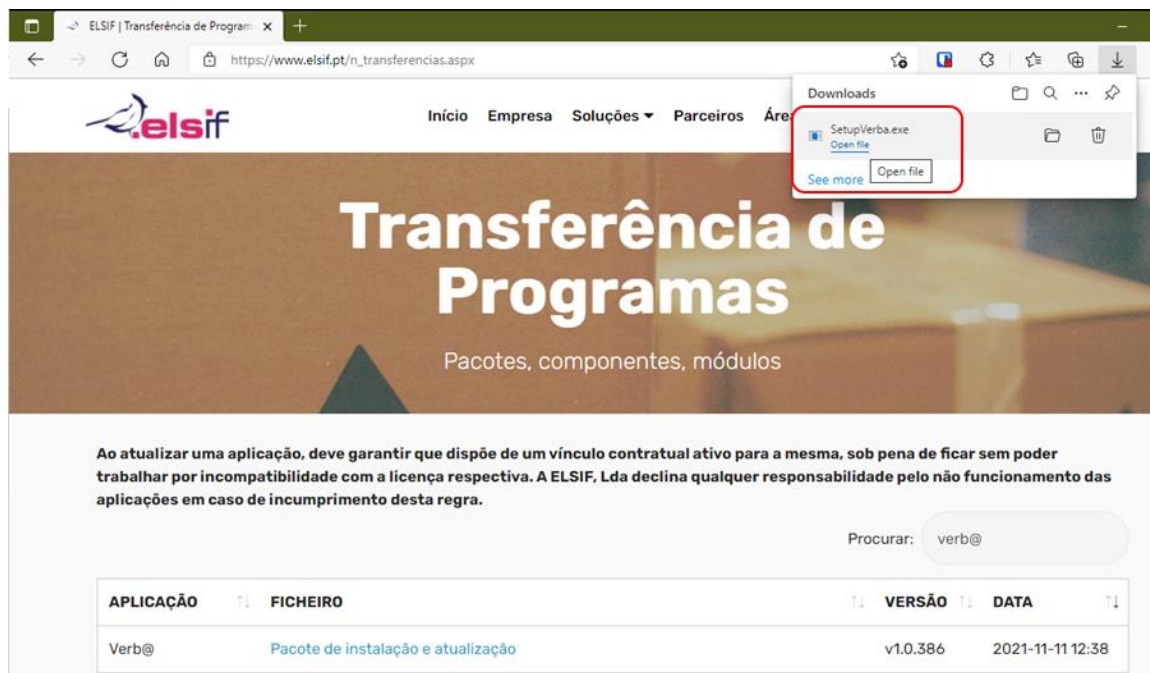 ELSIF | Transferência de Program
https://www.elsif.pt/n_transferencias.aspx
Downloads
SetupVerba.exe
Open file
Open file
See more
elsif
Início Empresa Soluções Parceiros Áre
Transferência de
Programas
Pacotes, componentes, módulos
Ao atualizar uma aplicação, deve garantir que dispõe de um vínculo contratual ativo para a mesma, sob pena de ficar sem poder
trabalhar por incompatibilidade com a licença respectiva. A ELSIF, Lda declina qualquer responsabilidade pelo não funcionamento das
aplicações em caso de incumprimento desta regra.
Procurar: verb@
APLICAÇÃO FICHEIRO VERSÃO DATA
Verb@ Pacote de instalação e atualização v1.0.386 2021-11-11 12:38